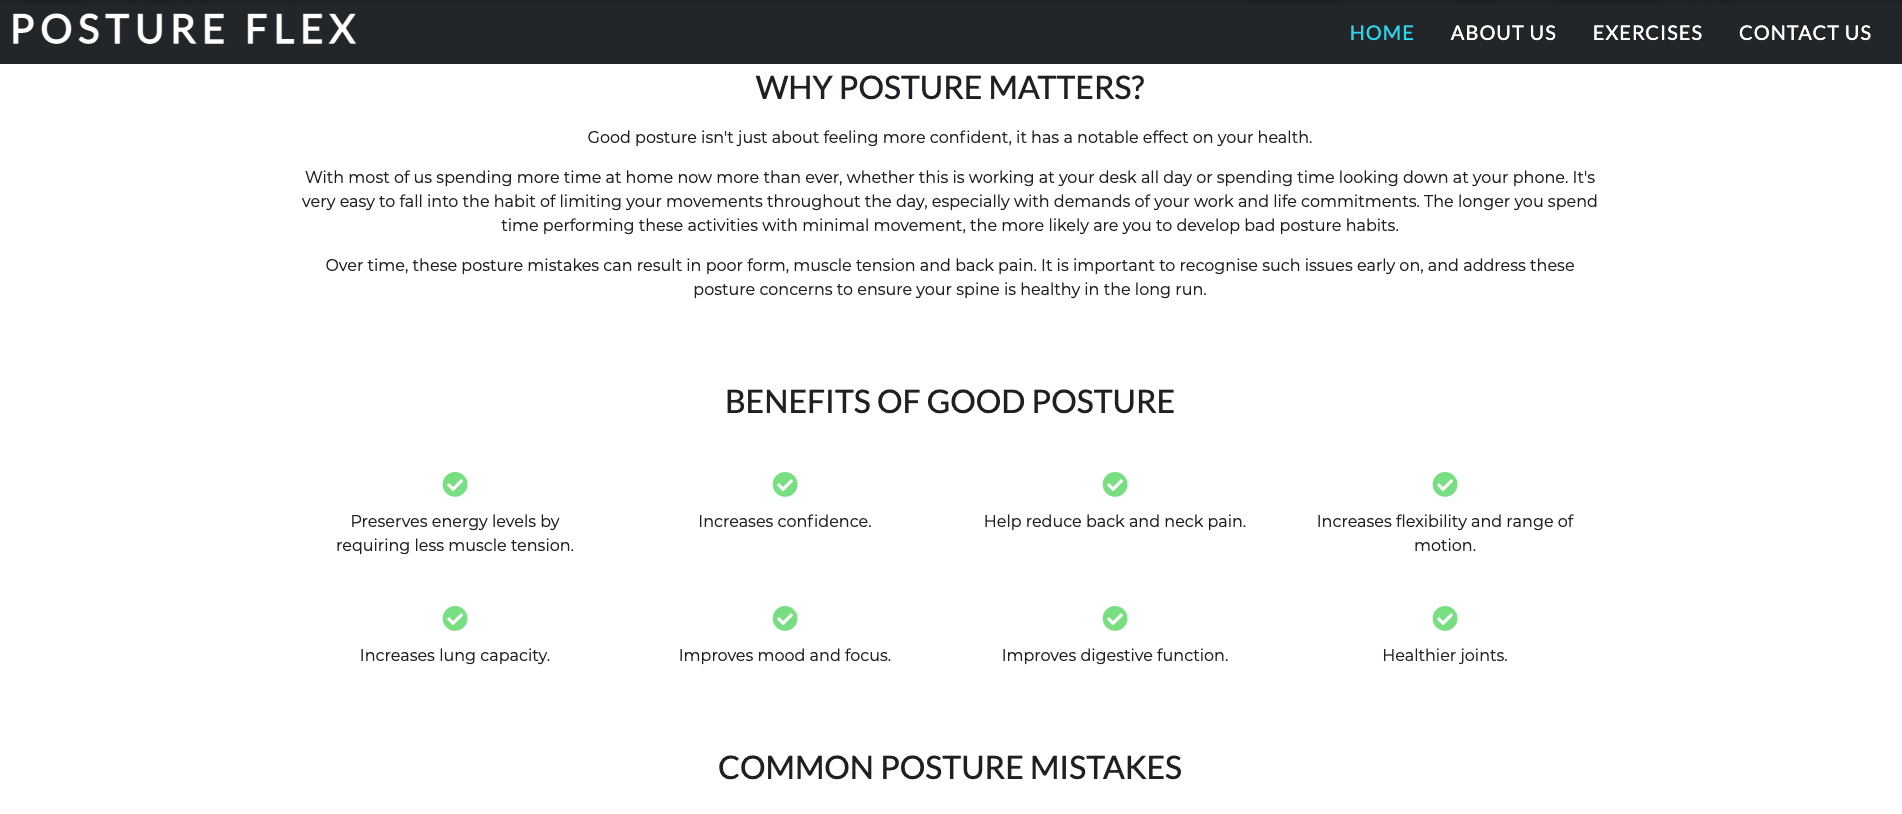 POSTURE FLEX
HOME ABOUT US EXERCISES CONTACT US
WHY POSTURE MATTERS?
Good posture isn't just about feeling more confident, it has a notable effect on your health.
With most of us spending more time at home now more than ever, whether this is working at your desk all day or spending time looking down at your phone. It's
very easy to fall into the habit of limiting your movements throughout the day, especially with demands of your work and life commitments. The longer you spend
time performing these activities with minimal movement, the more likely are you to develop bad posture habits.
Over time, these posture mistakes can result in poor form, muscle tension and back pain. It is important to recognise such issues early on, and address these
posture concerns to ensure your spine is healthy in the long run.
BENEFITS OF GOOD POSTURE
Preserves energy levels by
requiring less muscle tension.
Increases confidence.
Help reduce back and neck pain.
Increases flexibility and range of
motion.
Increases lung capacity.
Improves mood and focus.
Improves digestive function.
Healthier joints.
COMMON POSTURE MISTAKES